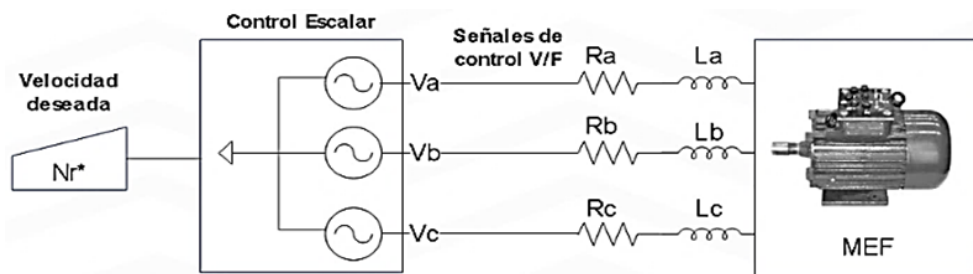 Control Escalar
Velocidad
deseada
Nr*
Señales de
control V/F
Va
Ra
La
Vb
Rb
Lb
Vc
Rc
Lc
MEF